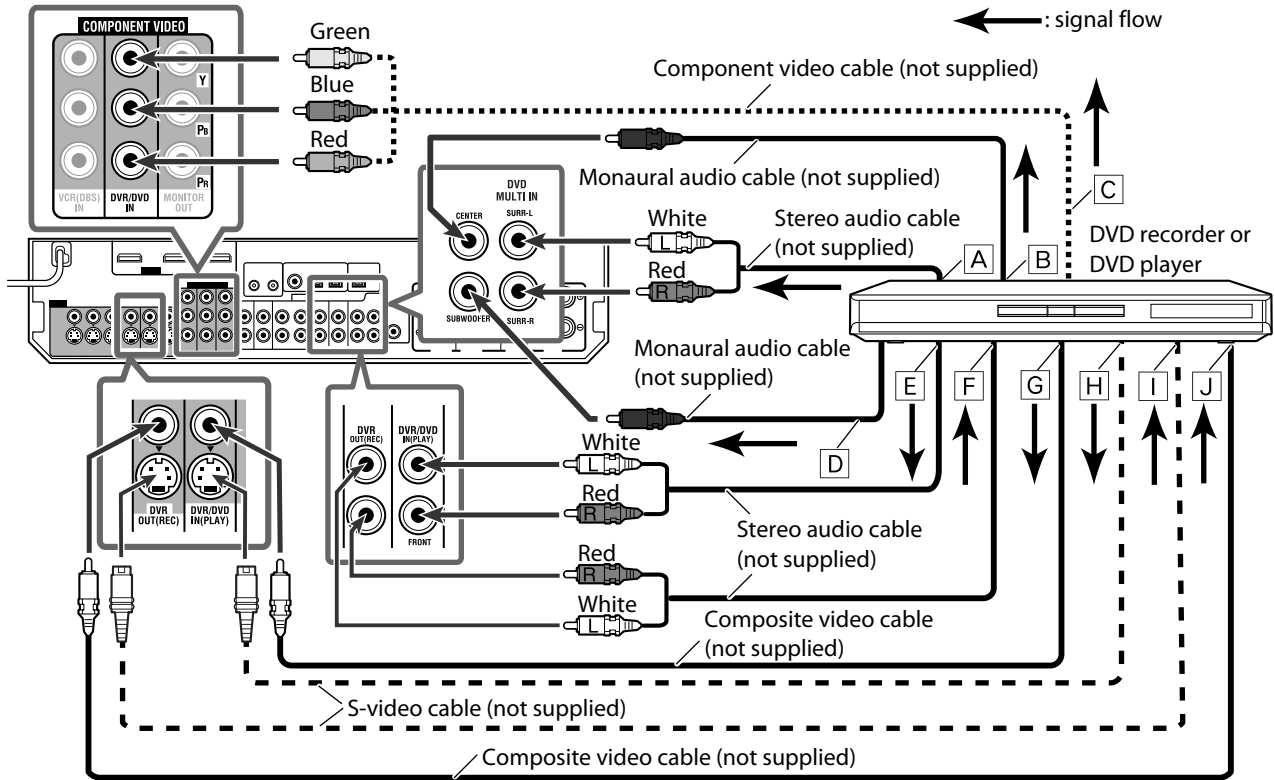 COMPONENT VIDEO
Y
PB
PR
VCR(DBS)
IN
DVR/DVD
IN
MONITOR
OUT
Green
Blue
Red
: signal flow
Component video cable (not supplied)
Monaural audio cable (not supplied)
DVD
MULTI IN
CENTER
SURR-L
SUBWOOFER
SURR-R
White
L
Red
R
Stereo audio cable
(not supplied)
A
B
C
DVD recorder or
DVD player
Monaural audio cable
(not supplied)
D
E
F
G
H
I
J
DVR
OUT(REC)
DVR/DVD
IN(PLAY)
DVR
OUT(REC)
DVR/DVD
IN(PLAY)
FRONT
White
L
Red
R
Stereo audio cable
(not supplied)
Red
R
White
L
Composite video cable
(not supplied)
S-video cable (not supplied)
Composite video cable (not supplied)